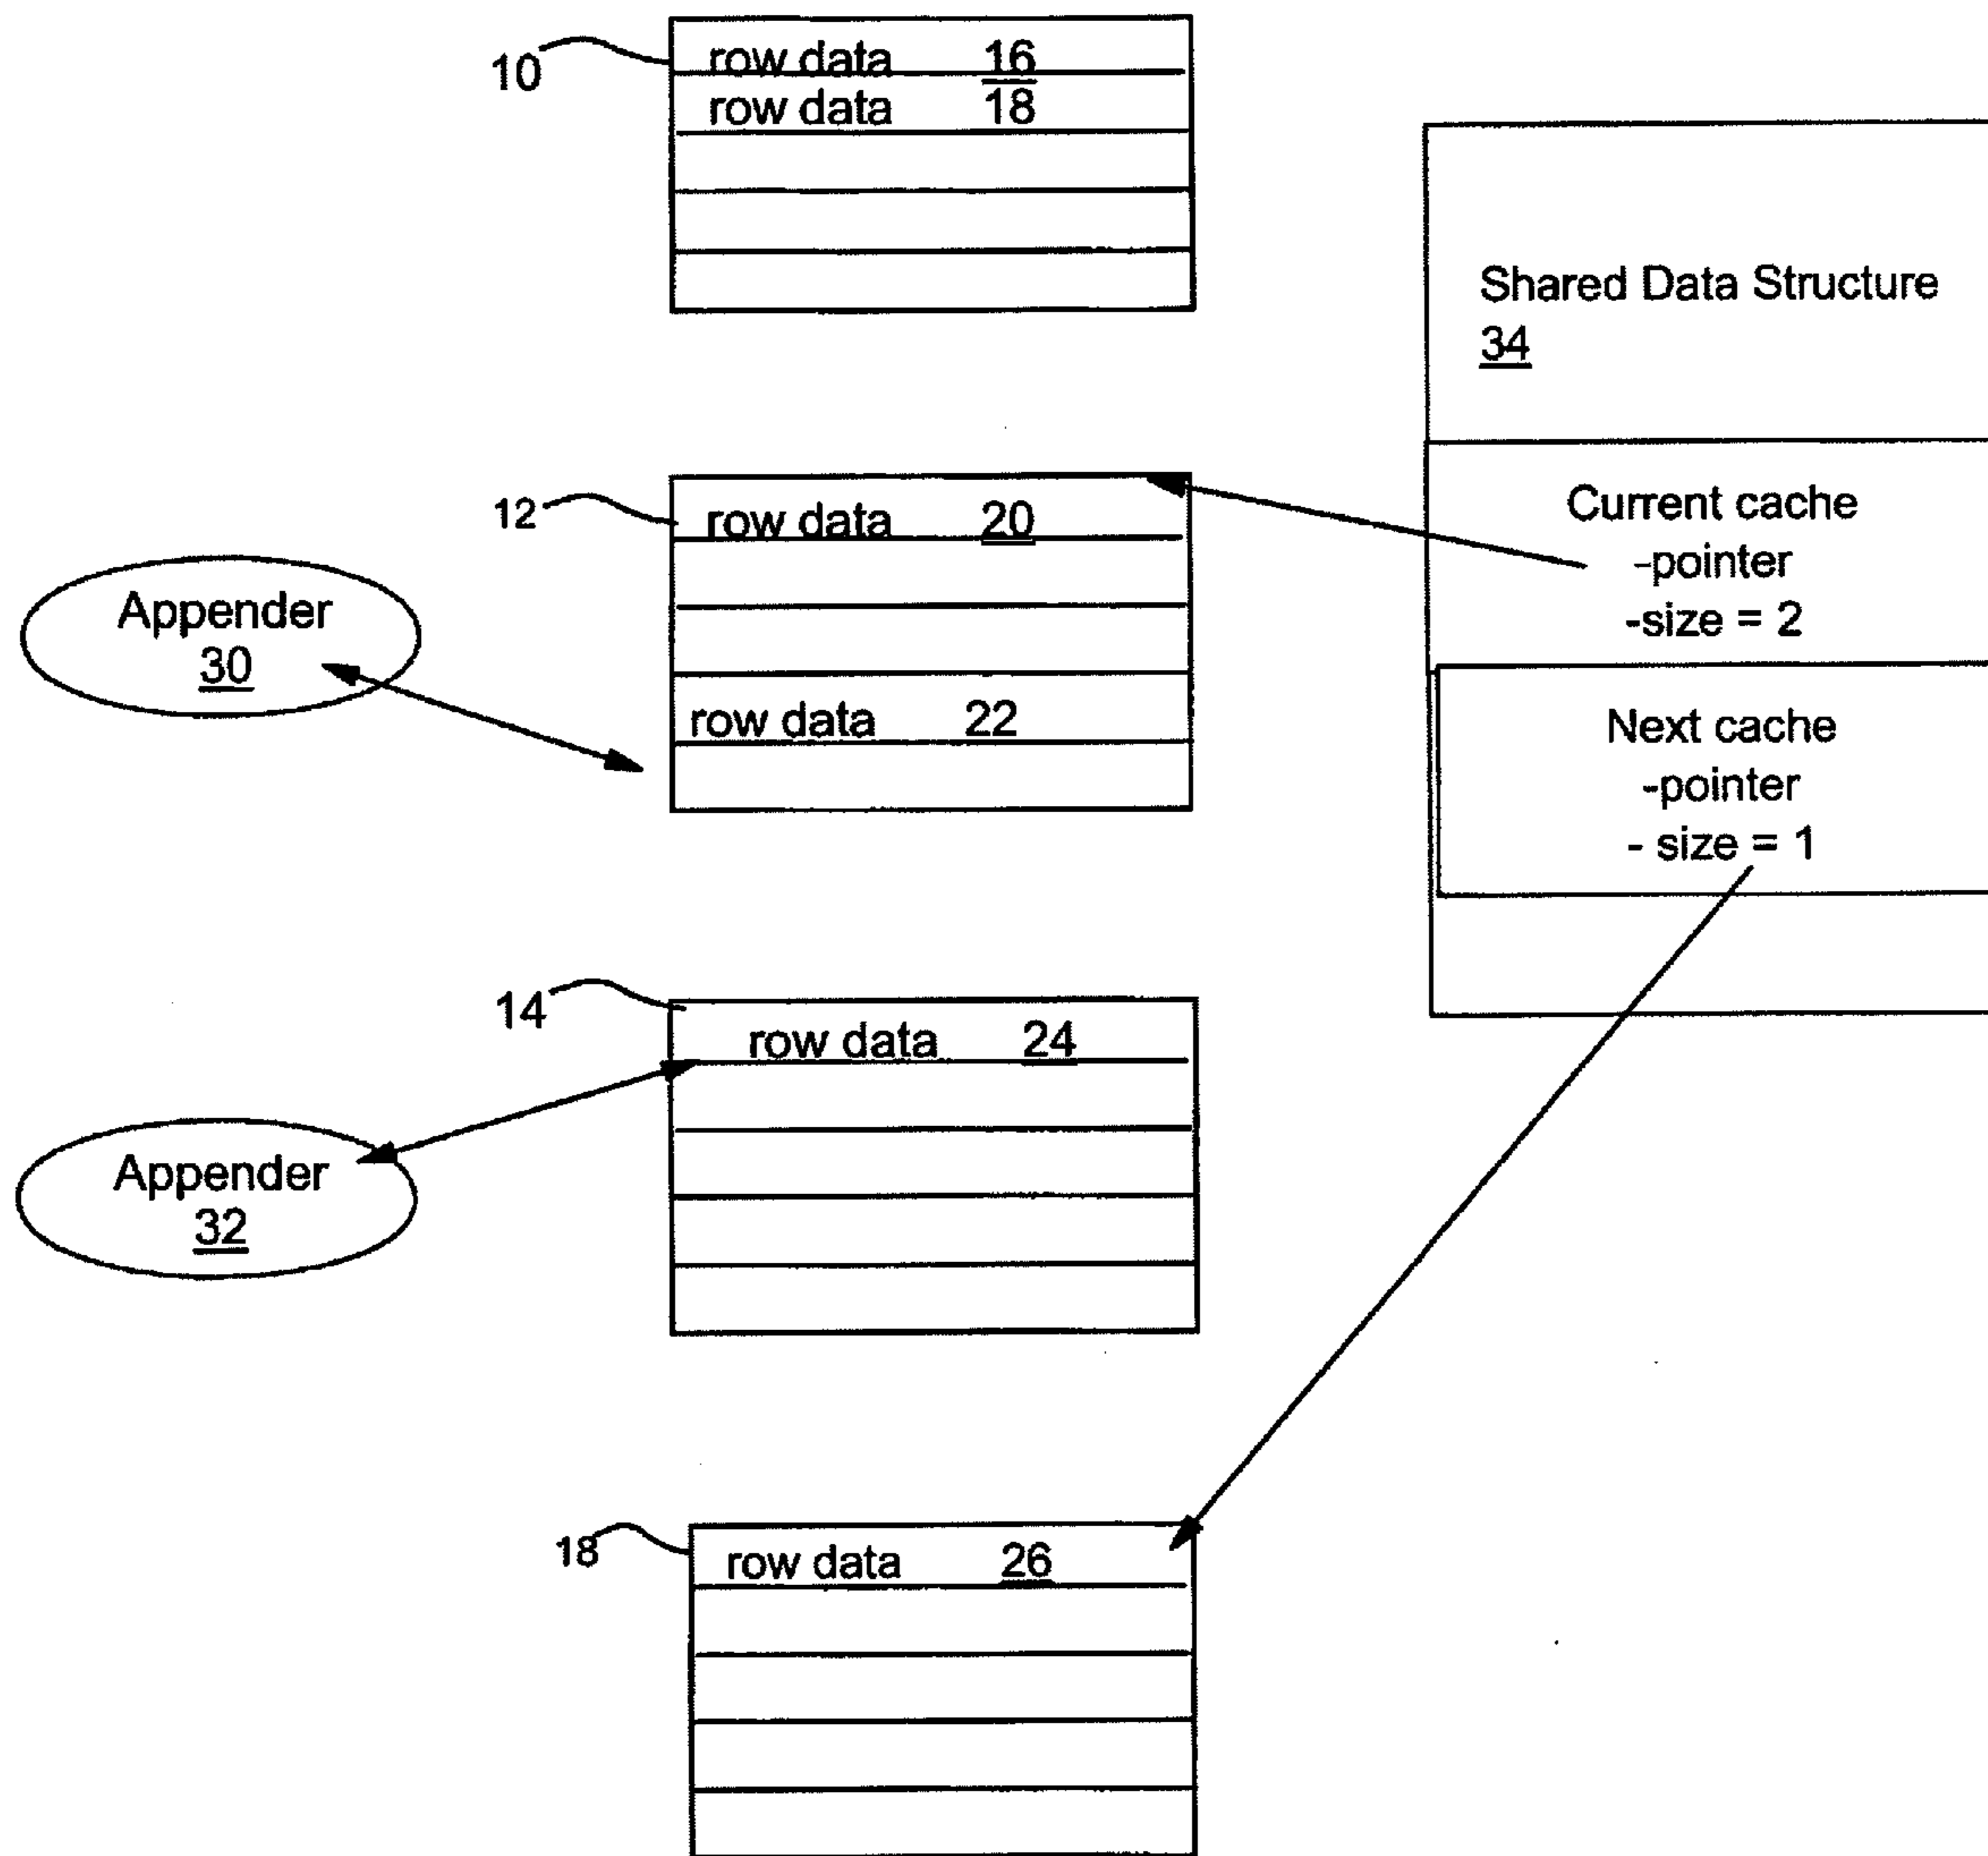 10
row data 16
row data 18
Shared Data Structure
34
12
row data 20
Current cache
-pointer
-size = 2
Appender
30
row data 22
Next cache
-pointer
- size = 1
14
row data 24
Appender
32
18
row data 26